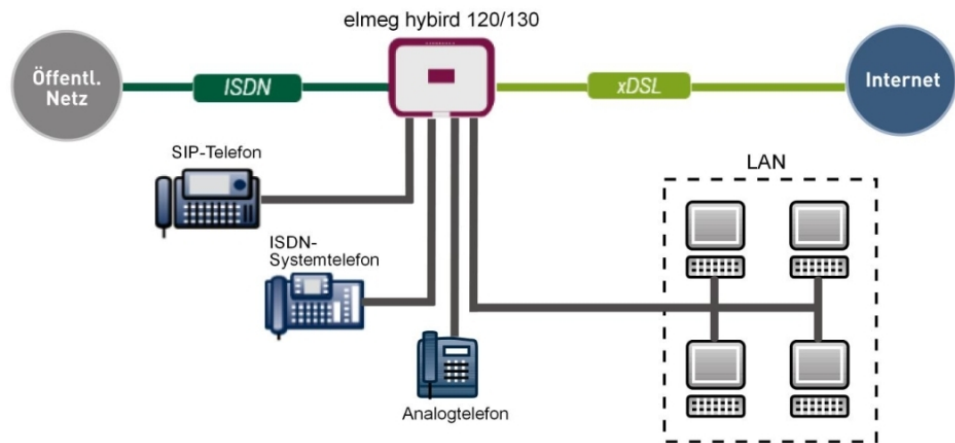 elmeg hybird 120/130
Öffentl.
Netz
ISDN
xDSL
Internet
SIP-Telefon
LAN
ISDN-
Systemtelefon
Analogtelefon